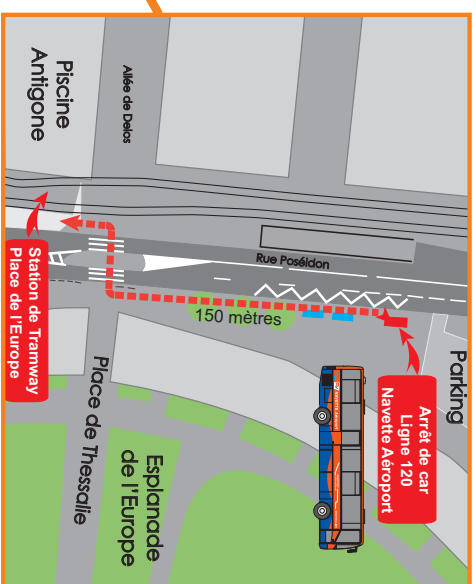 Piscine
Antigone
Allée de Delos
Rue Poséidon
150 mètres
Parking
Arrêt de car
Ligne 120
Navette Aéroport
Station de Tramway
Place de l'Europe
Place de Thessalie
Esplanade
de l'Europe